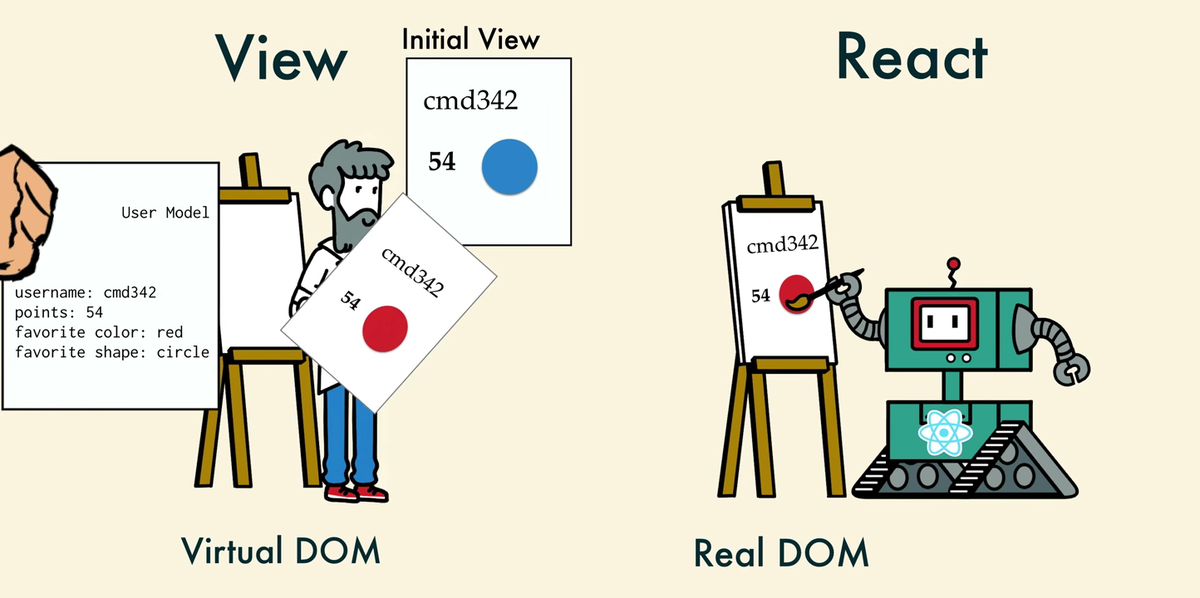 View
Initial View
cmd342
54
User Model
username: cmd342
points: 54
favorite color: red
favorite shape: circle
cmd342
54
Virtual DOM
React
cmd342
54
Real DOM